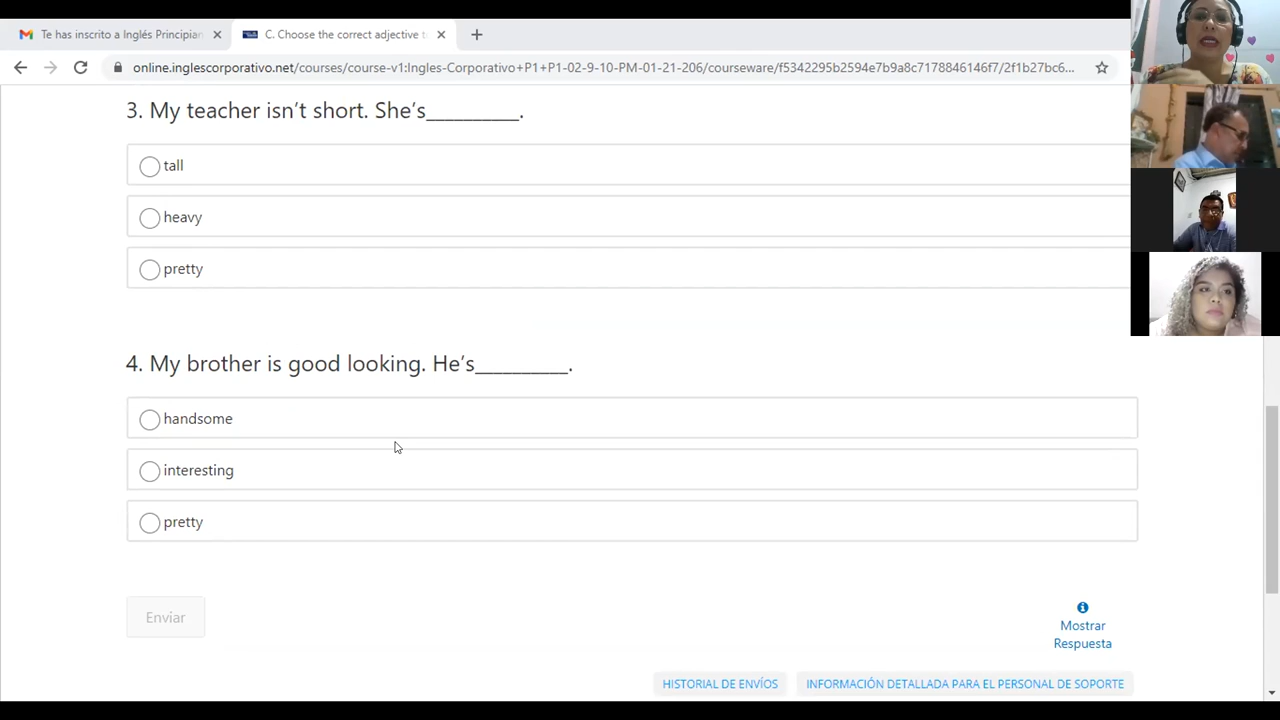 Te has inscrito a Inglés Principian
C. Choose the correct adjective t
online.inglescorporativo.net/courses/course-v1:Ingles-Corporativo+P1+P1-02-9-10-PM-01-21-206/courseware/f5342295b2594e7b9a8c7178846146f7/2f1b27bc6...
3. My teacher isn’t short. She’s__________.
tall
heavy
pretty
4. My brother is good looking. He’s__________.
handsome
interesting
pretty
Enviar
Mostrar
Respuesta
HISTORIAL DE ENVÍOS
INFORMACIÓN DETALLADA PARA EL PERSONAL DE SOPORTE